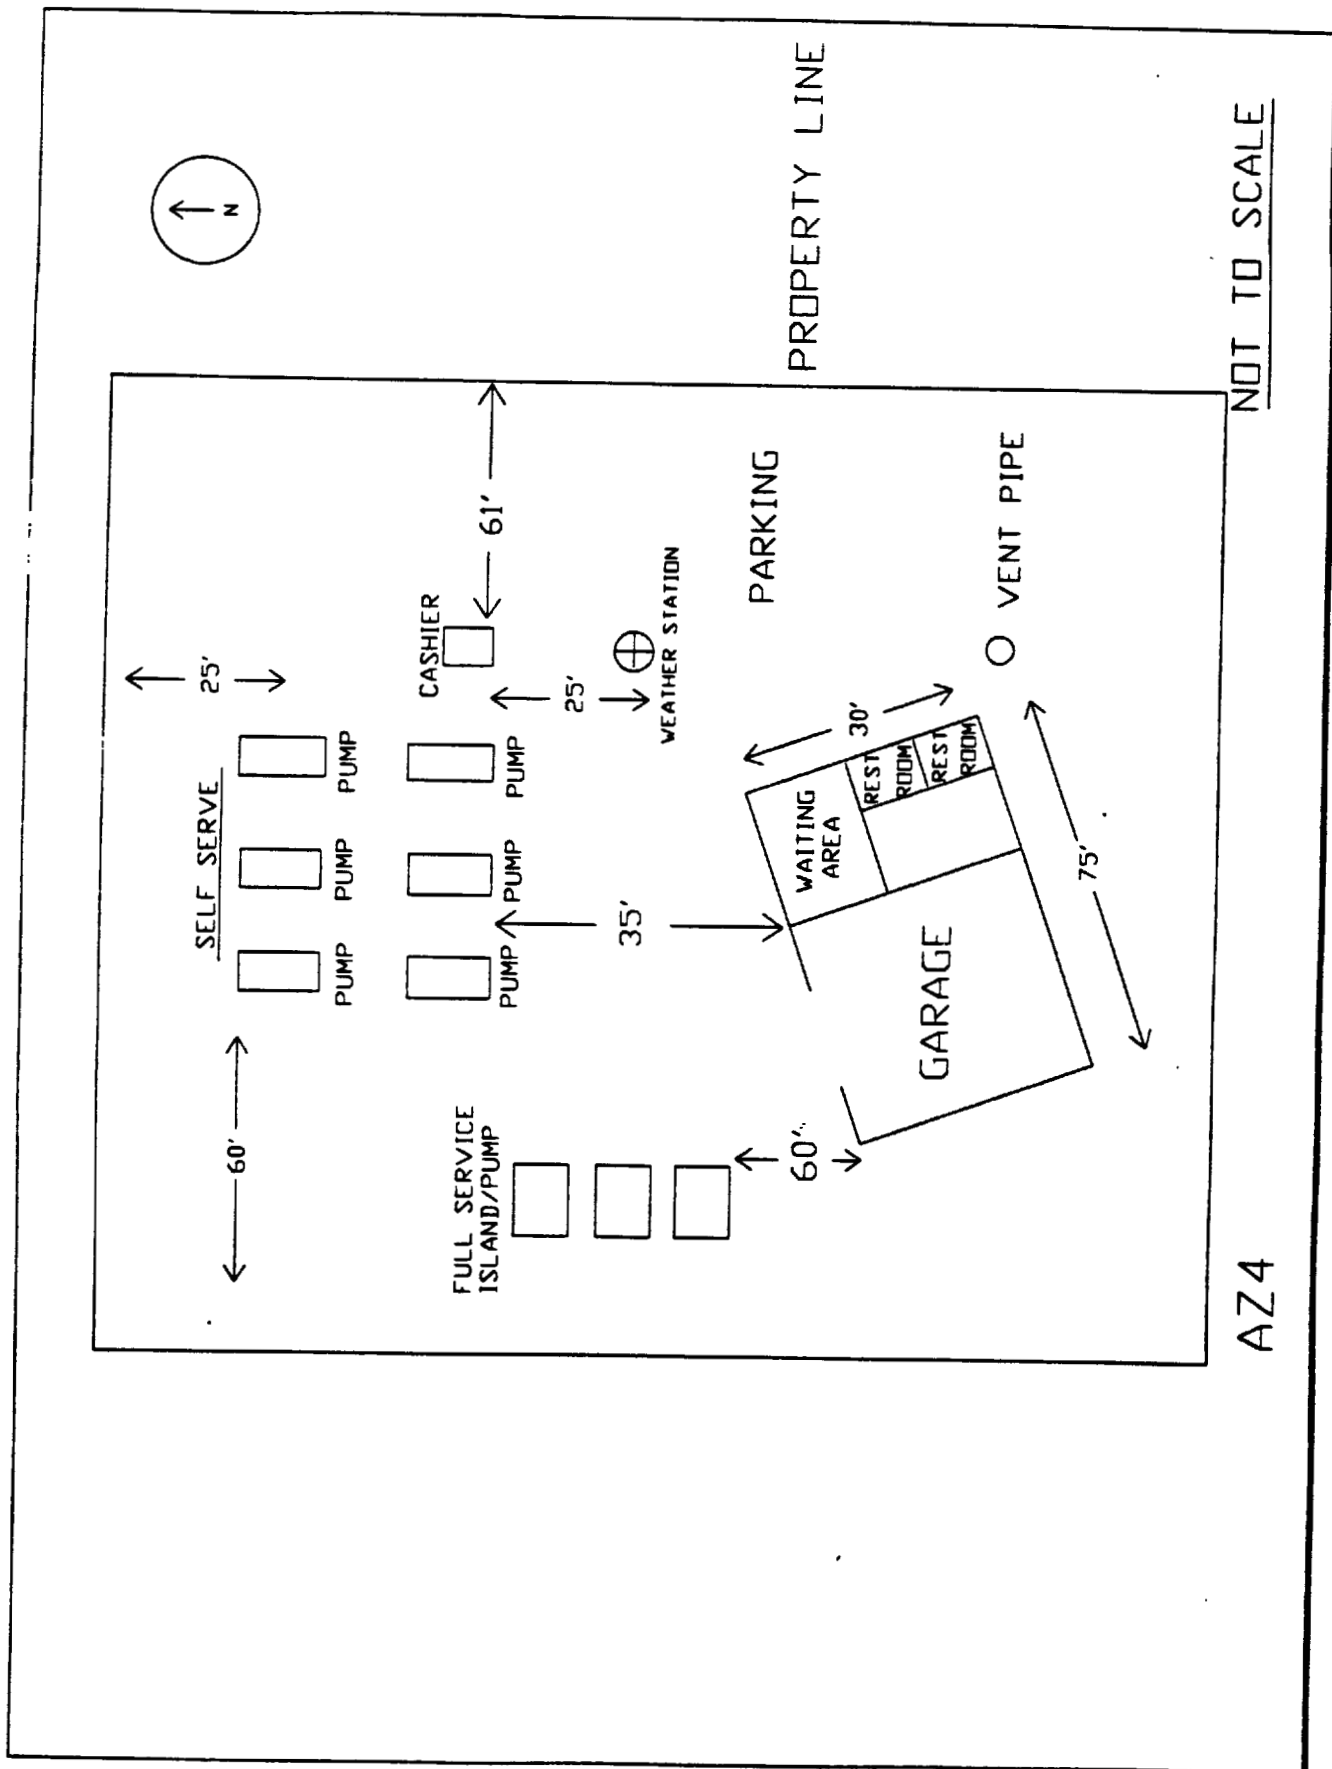 N
PROPERTY LINE
NOT TO SCALE
25'
61'
CASHIER
25'
WEATHER STATION
PARKING
VENT PIPE
SELF SERVE
PUMP
PUMP
PUMP
PUMP
PUMP
PUMP
35'
30'
WAITING
AREA
REST
ROOM
REST
ROOM
75'
GARAGE
60'
FULL SERVICE
ISLAND/PUMP
60'
AZ4